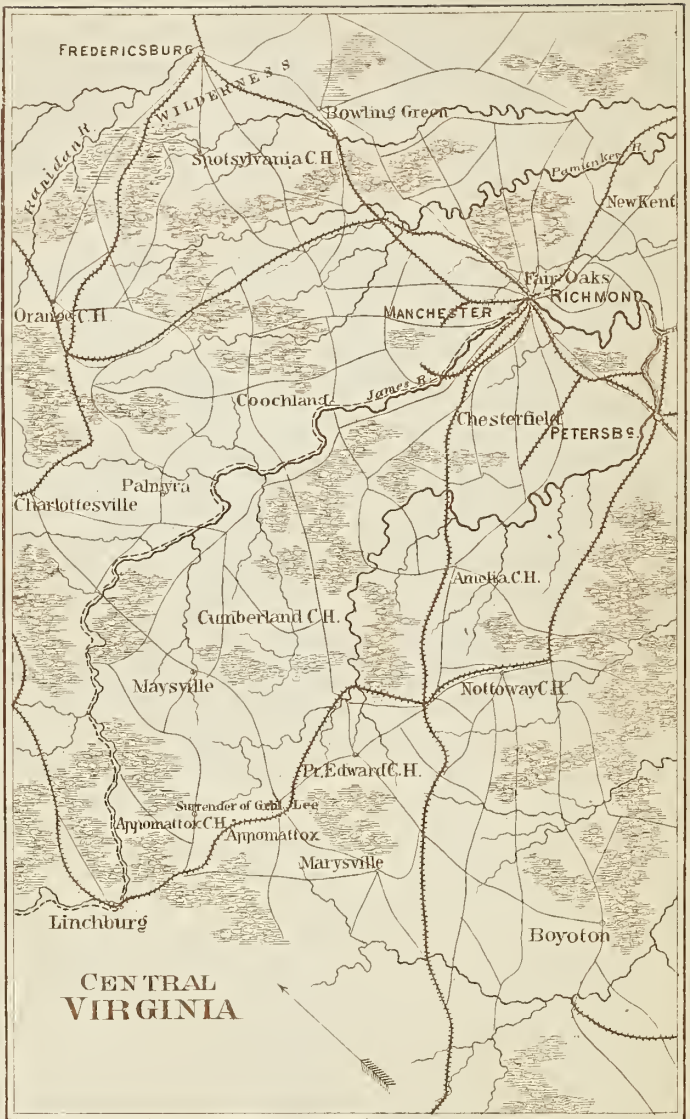 FREDERICSBURG
WILDERNESS
Bowling Green
Rapidan R.
Spotsylvania C.H.
Pamunkey R.
New Kent
Fair Oaks
RICHMOND
Orange C.H.
MANCHESTER
James R.
Goochland
Chesterfield
PETERSBG.
Palmyra
Charlottesville
Amelia C.H.
Cumberland C.H.
Maysville
Nottoway C.H.
Pr. Edward C.H.
Surrender of Genl. Lee
Appomattox C.H.
Appomattox
Marysville
Linchburg
Boyoton
CENTRAL
VIRGINIA